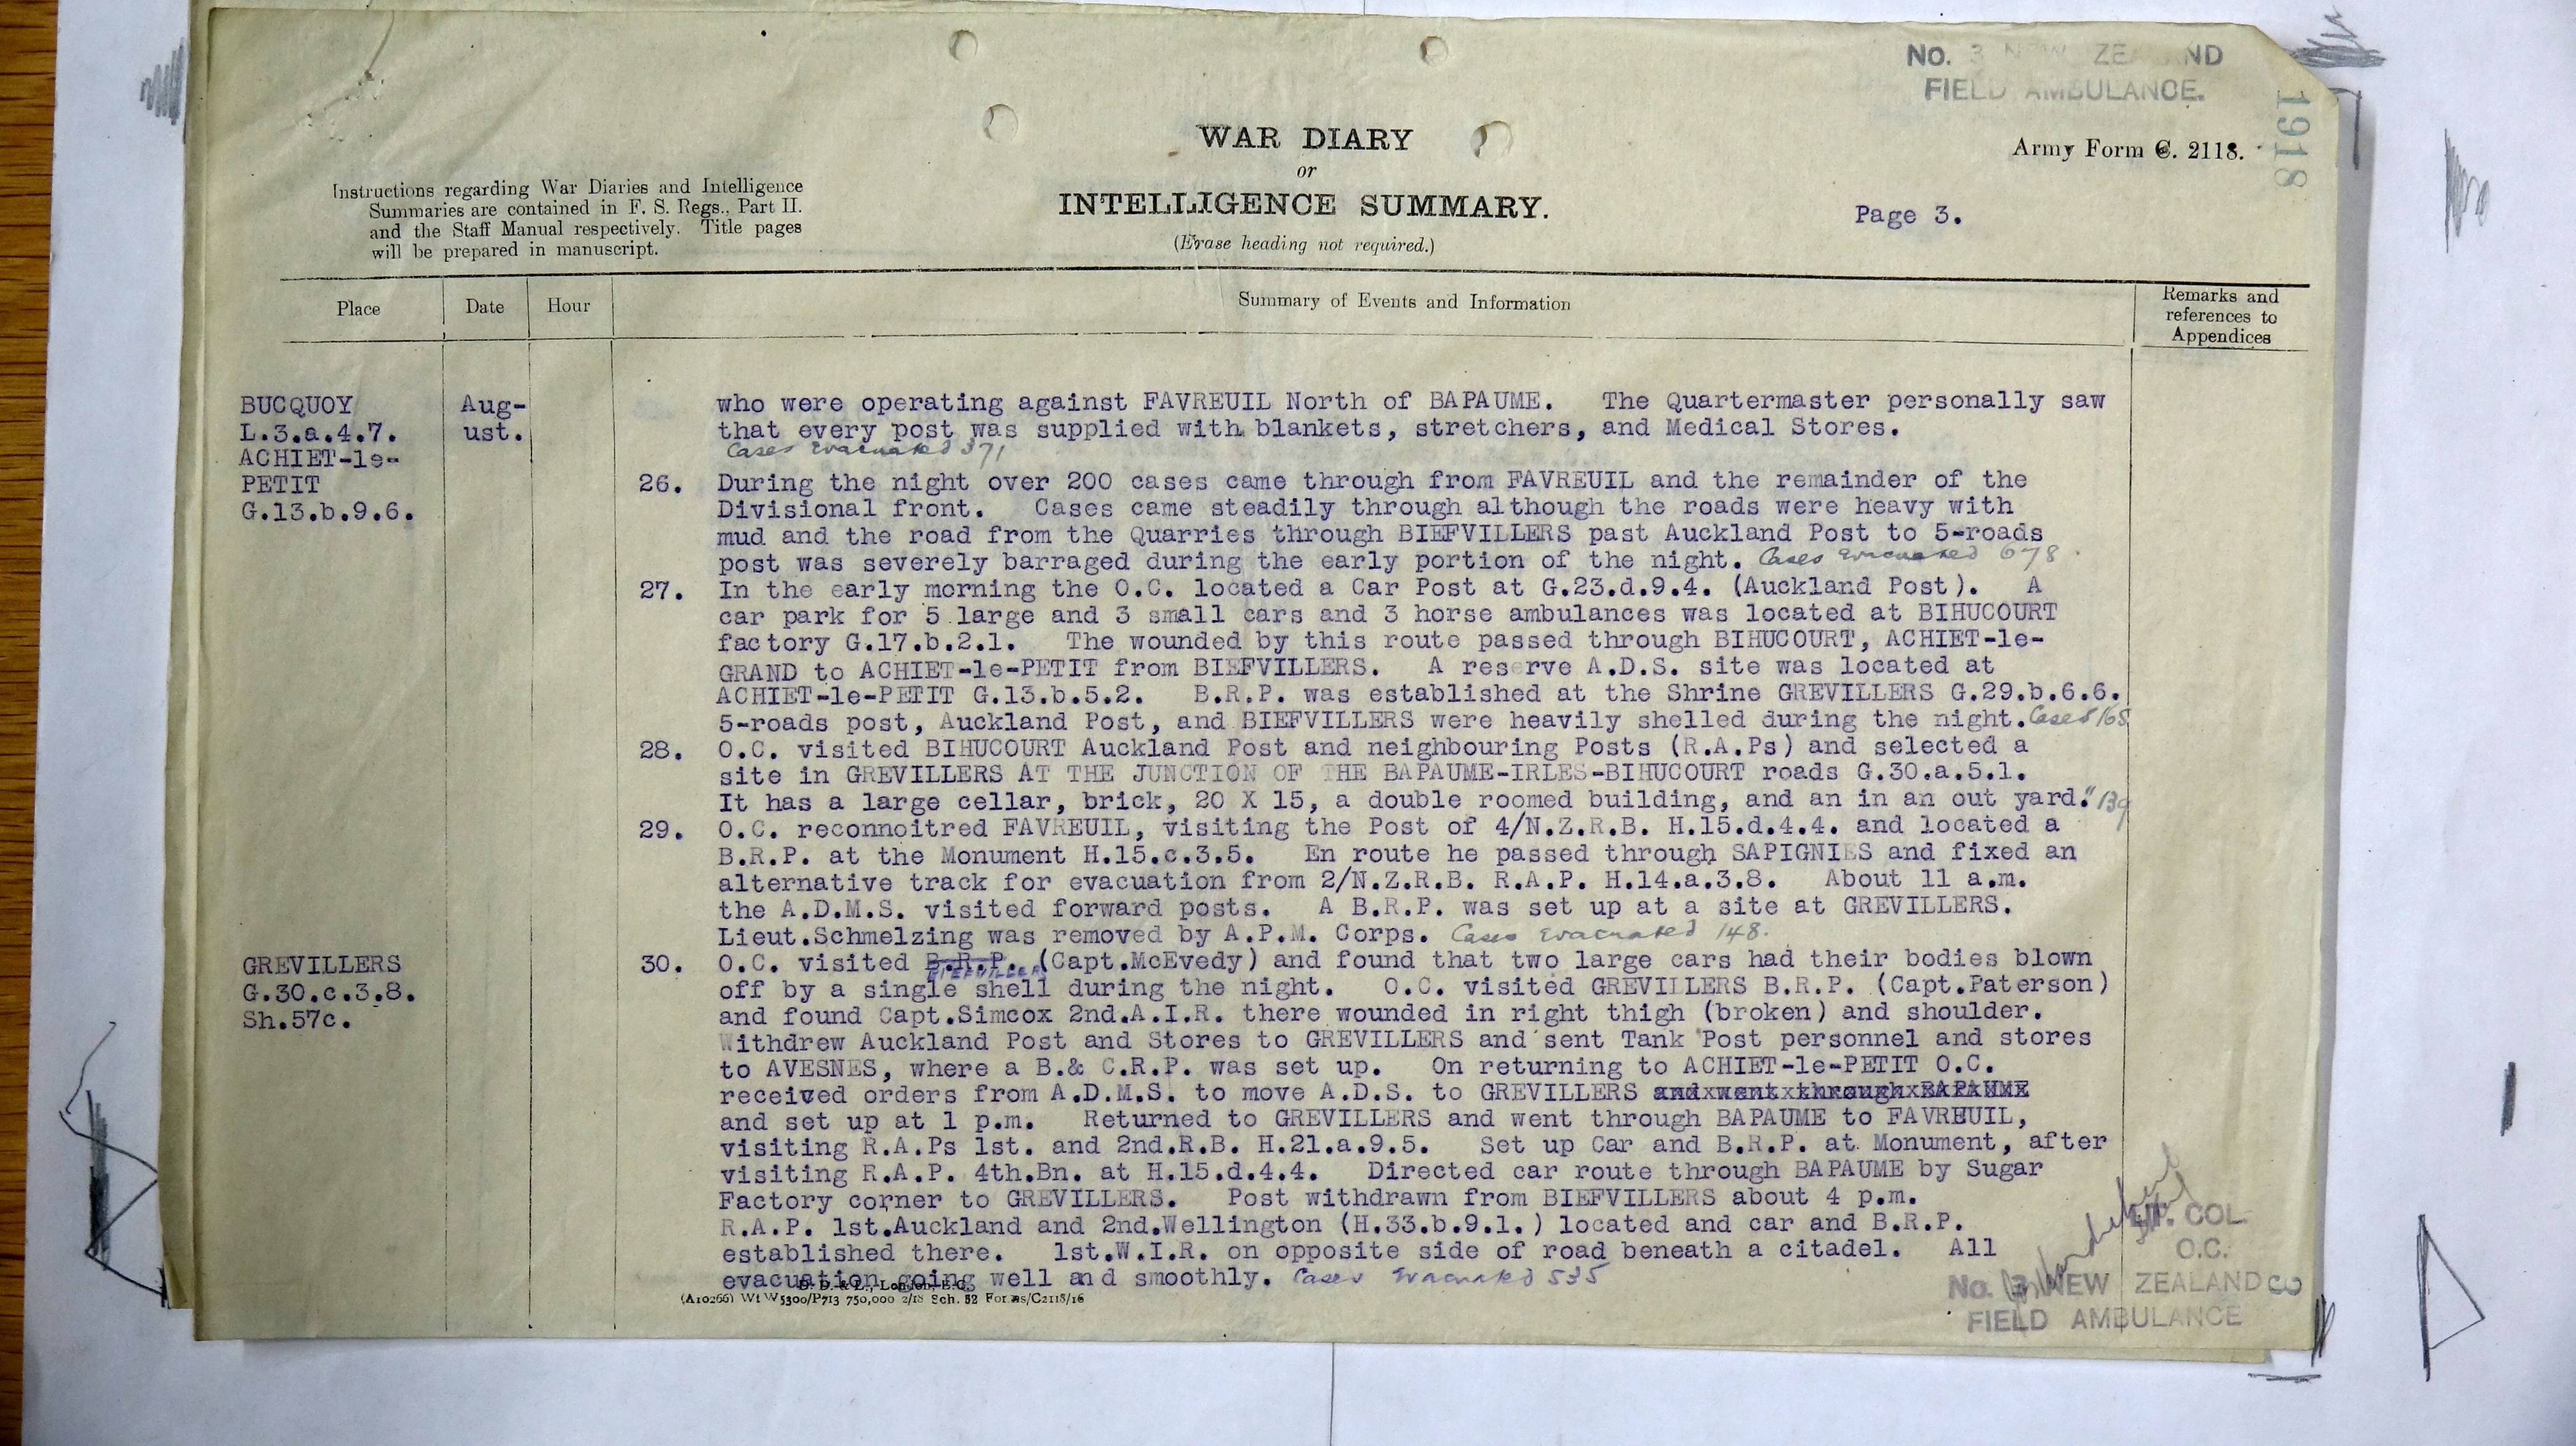 No. 3 NEW ZEALAND
FIELD AMBULANCE.
1918
WAR DIARY
or
INTELLIGENCE SUMMARY.
(Erase heading not required.)
Army Form C. 2118.
Page 3.
Instructions regarding War Diaries and Intelligence
Summaries are contained in F. S. Regs., Part II.
and the Staff Manual respectively. Title pages
will be prepared in manuscript.
Place
Date
Hour
Summary of Events and Information
Remarks and
references to
Appendices
BUCQUOY
L.3.a.4.7.
ACHIET-le-
PETIT
G.13.b.9.6.
Aug-
ust.
who were operating against FAVREUIL North of BAPAUME. The Quartermaster personally saw
that every post was supplied with blankets, stretchers, and Medical Stores.
Cases Evacuated 371
26. During the night over 200 cases came through from FAVREUIL and the remainder of the
Divisional front. Cases came steadily through although the roads were heavy with
mud and the road from the Quarries through BIEFVILLERS past Auckland Post to 5-roads
post was severely barraged during the early portion of the night. Cases evacuated 678.
27. In the early morning the O.C. located a Car Post at G.23.d.9.4. (Auckland Post). A
car park for 5 large and 3 small cars and 3 horse ambulances was located at BIHUCOURT
factory G.17.b.2.1. The wounded by this route passed through BIHUCOURT, ACHIET-le-
GRAND to ACHIET-le-PETIT from BIEFVILLERS. A reserve A.D.S. site was located at
ACHIET-le-PETIT G.13.b.5.2. B.R.P. was established at the Shrine GREVILLERS G.29.b.6.6.
5-roads post, Auckland Post, and BIEFVILLERS were heavily shelled during the night. Cases 168
28. O.C. visited BIHUCOURT Auckland Post and neighbouring Posts (R.A.Ps) and selected a
site in GREVILLERS AT THE JUNCTION OF THE BAPAUME-IRLES-BIHUCOURT roads G.30.a.5.1.
It has a large cellar, brick, 20 X 15, a double roomed building, and an in an out yard." 139
29. O.C. reconnoitred FAVREUIL, visiting the Post of 4/N.Z.R.B. H.15.d.4.4. and located a
B.R.P. at the Monument H.15.c.3.5. En route he passed through SAPIGNIES and fixed an
alternative track for evacuation from 2/N.Z.R.B. R.A.P. H.14.a.3.8. About 11 a.m.
the A.D.M.S. visited forward posts. A B.R.P. was set up at a site at GREVILLERS.
Lieut.Schmelzing was removed by A.P.M. Corps. Cases Evacuated 148.
GREVILLERS
G.30.c.3.8.
Sh.57c.
30. O.C. visited B.R.P. BIEFVILLERS (Capt.McEvedy) and found that two large cars had their bodies blown
off by a single shell during the night. O.C. visited GREVILLERS B.R.P. (Capt.Paterson)
and found Capt.Simcox 2nd.A.I.R. there wounded in right thigh (broken) and shoulder.
Withdrew Auckland Post and Stores to GREVILLERS and sent Tank Post personnel and stores
to AVESNES, where a B.& C.R.P. was set up. On returning to ACHIET-le-PETIT O.C.
received orders from A.D.M.S. to move A.D.S. to GREVILLERS andxwentxthroughxBAPAUME
and set up at 1 p.m. Returned to GREVILLERS and went through BAPAUME to FAVREUIL,
visiting R.A.Ps 1st. and 2nd.R.B. H.21.a.9.5. Set up Car and B.R.P. at Monument, after
visiting R.A.P. 4th.Bn. at H.15.d.4.4. Directed car route through BAPAUME by Sugar
Factory corner to GREVILLERS. Post withdrawn from BIEFVILLERS about 4 p.m.
R.A.P. 1st.Auckland and 2nd.Wellington (H.33.b.9.1.) located and car and B.R.P.
established there. 1st.W.I.R. on opposite side of road beneath a citadel. All
evacuation going well and smoothly. Cases Evacuated 535
D. D. & L., London, E.C.
(A10266) Wt W5300/P713 750,000 2/18 Sch. 52 Forms/C2118/16
LT. COL
O.C.
No. 3 NEW ZEALAND
FIELD AMBULANCE
3